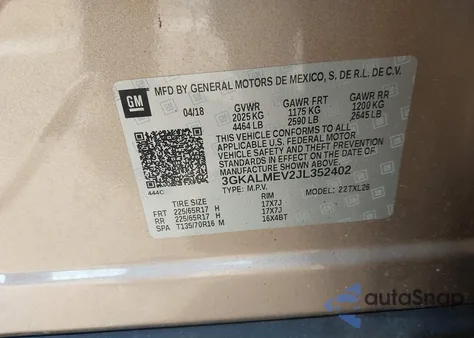 GM
MFD BY GENERAL MOTORS DE MEXICO, S. DE R.L. DE C.V.
04/18 GVWR GAWR FRT GAWR RR
2025 KG 1175 KG 1200 KG
4464 LB 2590 LB 2645 LB
THIS VEHICLE CONFORMS TO ALL
APPLICABLE U.S. FEDERAL MOTOR
VEHICLE SAFETY AND THEFT PREVENTION
STANDARDS IN EFFECT ON THE DATE OF
MANUFACTURE SHOWN ABOVE.
3GKALMEV2JL352402
444C TYPE: M.P.V. MODEL: 22TXL26
TIRE SIZE RIM
FRT 225/65R17 H 17X7J
RR 225/65R17 H 17X7J
SPA T135/70R16 M 16X4BT
autoSnap